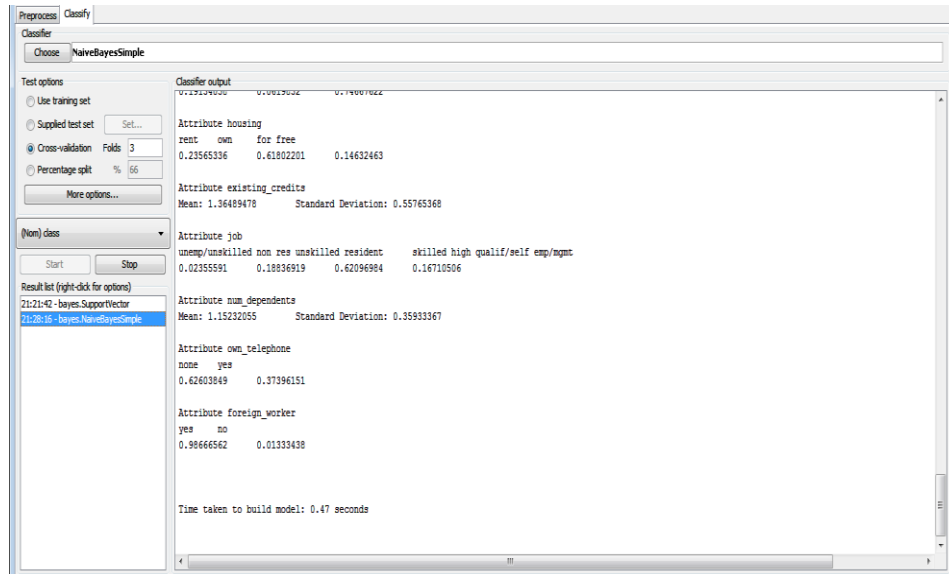 Preprocess Classify
Classifier
Choose NaiveBayesSimple
Test options
Use training set
Supplied test set Set...
Cross-validation Folds 3
Percentage split % 66
More options...
(Nom) class
Start Stop
Result list (right-click for options)
21:21:42 - bayes.SupportVector
21:28:16 - bayes.NaiveBayesSimple
Classifier output
Attribute housing
rent own for free
0.23565336 0.61802201 0.14632463
Attribute existing_credits
Mean: 1.36489478 Standard Deviation: 0.55765368
Attribute job
unemp/unskilled non res unskilled resident skilled high qualif/self emp/mgmt
0.02355591 0.18836919 0.62096984 0.16710506
Attribute num_dependents
Mean: 1.15232055 Standard Deviation: 0.35933367
Attribute own_telephone
none yes
0.62603849 0.37396151
Attribute foreign_worker
yes no
0.98666562 0.01333438
Time taken to build model: 0.47 seconds